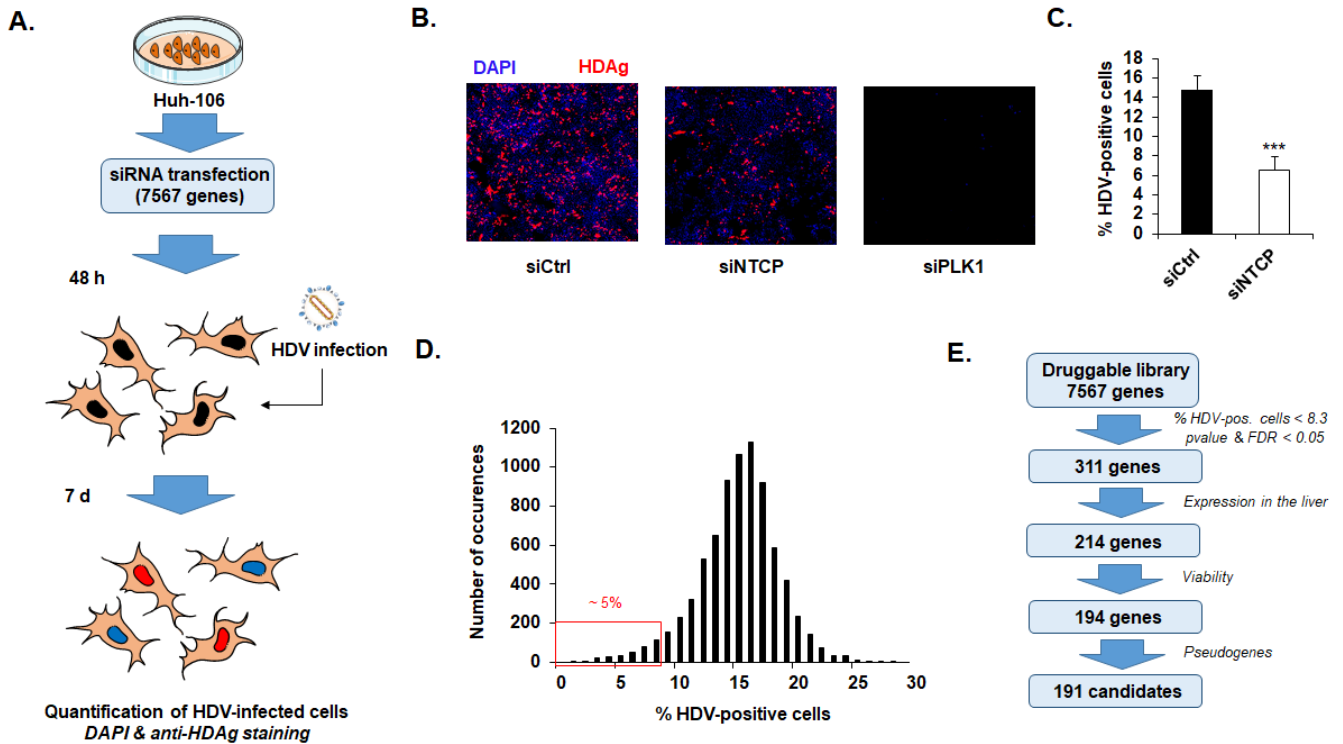 A.
Huh-106
siRNA transfection
(7567 genes)
48 h
HDV infection
7 d
Quantification of HDV-infected cells
DAPI & anti-HDAg staining
B.
DAPI HDAg
siCtrl siNTCP siPLK1
C.
% HDV-positive cells
18
16
14
12
10
8
6
4
2
0
***
siCtrl
siNTCP
D.
Number of occurences
1200
1000
800
600
400
200
0
~ 5%
0 5 10 15 20 25 30
% HDV-positive cells
E.
Druggable library
7567 genes
% HDV-pos. cells < 8.3
pvalue & FDR < 0.05
311 genes
Expression in the liver
214 genes
Viability
194 genes
Pseudogenes
191 candidates